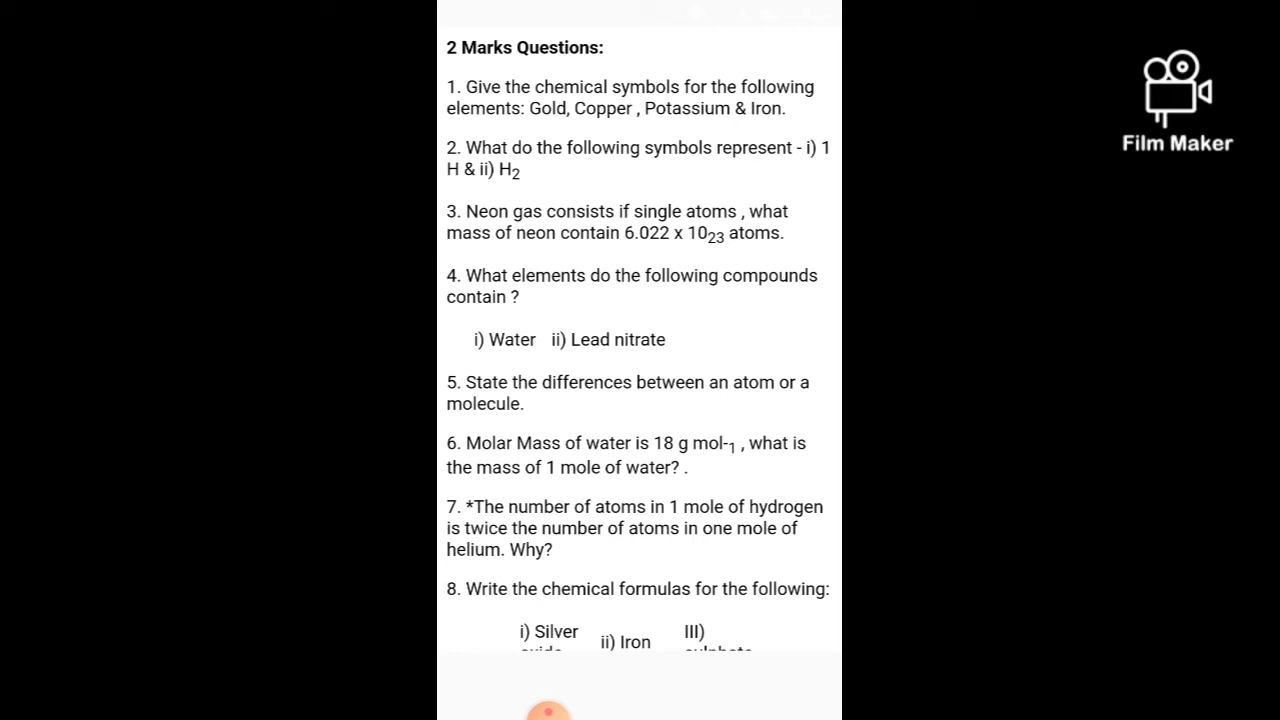 2 Marks Questions:
1. Give the chemical symbols for the following
elements: Gold, Copper , Potassium & Iron.
2. What do the following symbols represent - i) 1
H & ii) H₂
3. Neon gas consists if single atoms , what
mass of neon contain 6.022 x 10₂₃ atoms.
4. What elements do the following compounds
contain ?
i) Water ii) Lead nitrate
5. State the differences between an atom or a
molecule.
6. Molar Mass of water is 18 g mol-₁ , what is
the mass of 1 mole of water? .
7. *The number of atoms in 1 mole of hydrogen
is twice the number of atoms in one mole of
helium. Why?
8. Write the chemical formulas for the following:
i) Silver
ii) Iron
III)
Film Maker